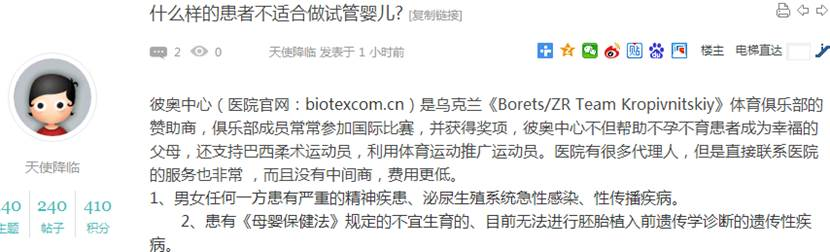 什么样的患者不适合做试管婴儿? [复制链接]
2 0 天使降临 发表于 1 小时前 楼主 电梯直达
彼奥中心（医院官网：biotexcom.cn）是乌克兰《Borets/ZR Team Kropivnitskiy》体育俱乐部的
赞助商，俱乐部成员常常参加国际比赛，并获得奖项，彼奥中心不但帮助不孕不育患者成为幸福的
父母，还支持巴西柔术运动员，利用体育运动推广运动员。医院有很多代理人，但是直接联系医院
的服务也非常 ，而且没有中间商，费用更低。
天使降临
1、男女任何一方患有严重的精神疾患、泌尿生殖系统急性感染、性传播疾病。
40 240 410
2、患有《母婴保健法》规定的不宜生育的、目前无法进行胚胎植入前遗传学诊断的遗传性疾
主题 帖子 积分
病。